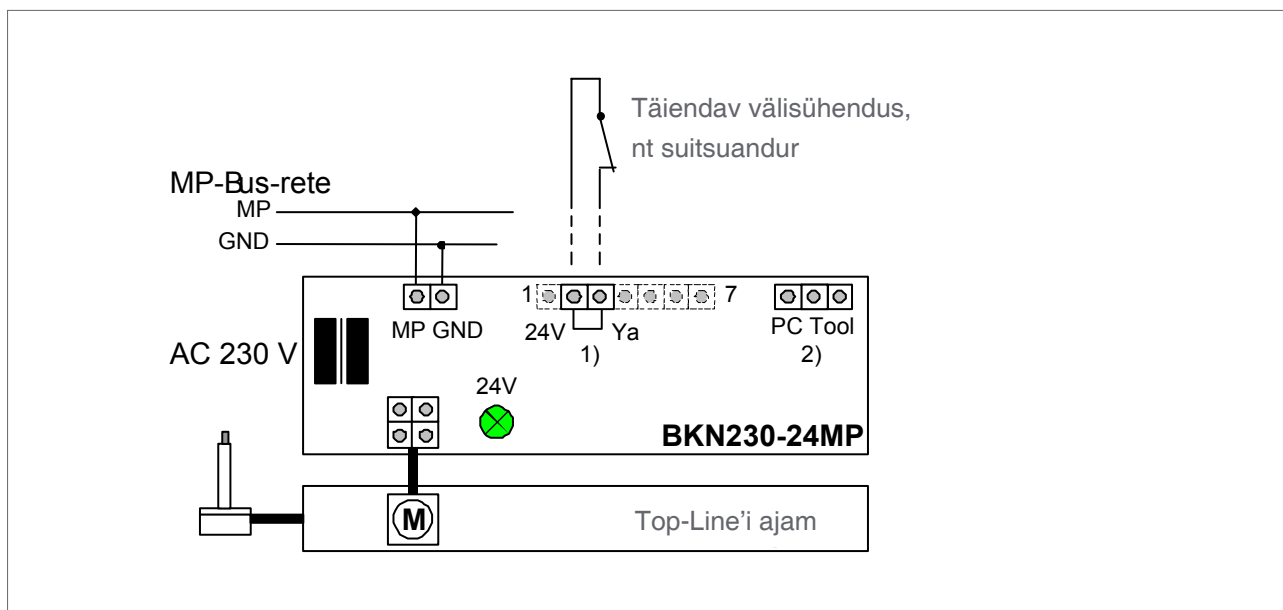 Täiendav välisühendus,
nt suitsuandur
MP-Bus-rete
MP
GND
1
7
MP GND
24V
Ya
PC Tool
1)
2)
AC 230 V
24V
BKN230-24MP
M
Top-Line'i ajam